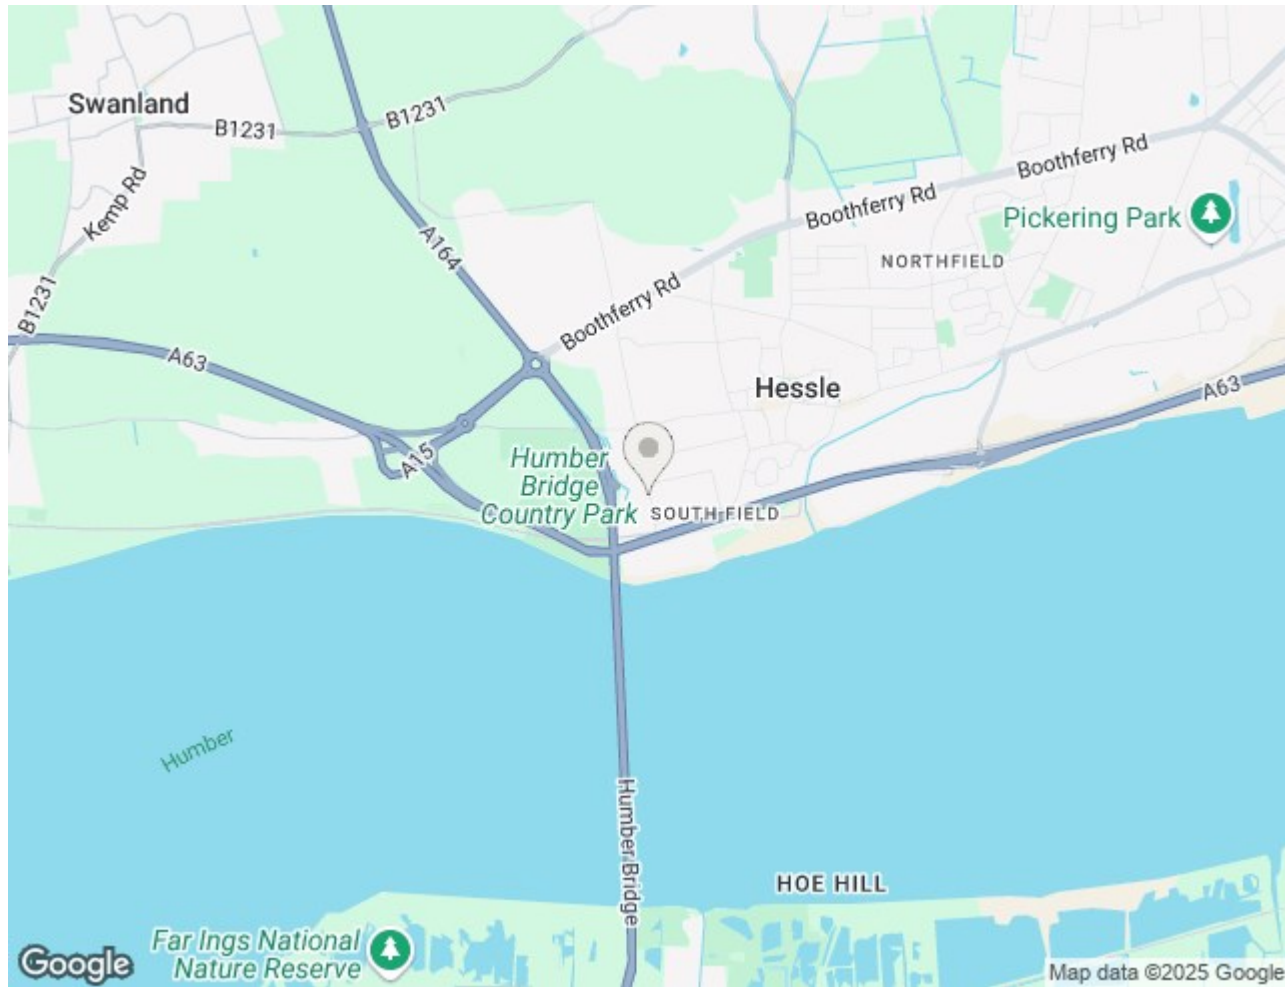 Swanland
B1231
B1231
Kemp Rd
B1231
A164
Boothferry Rd
Boothferry Rd
Boothferry Rd
Pickering Park
NORTHFIELD
A63
Hessle
A63
A15
Humber
Bridge
Country Park
SOUTH FIELD
Humber
Humber Bridge
HOE HILL
Far Ings National
Nature Reserve
Google
Map data ©2025 Google